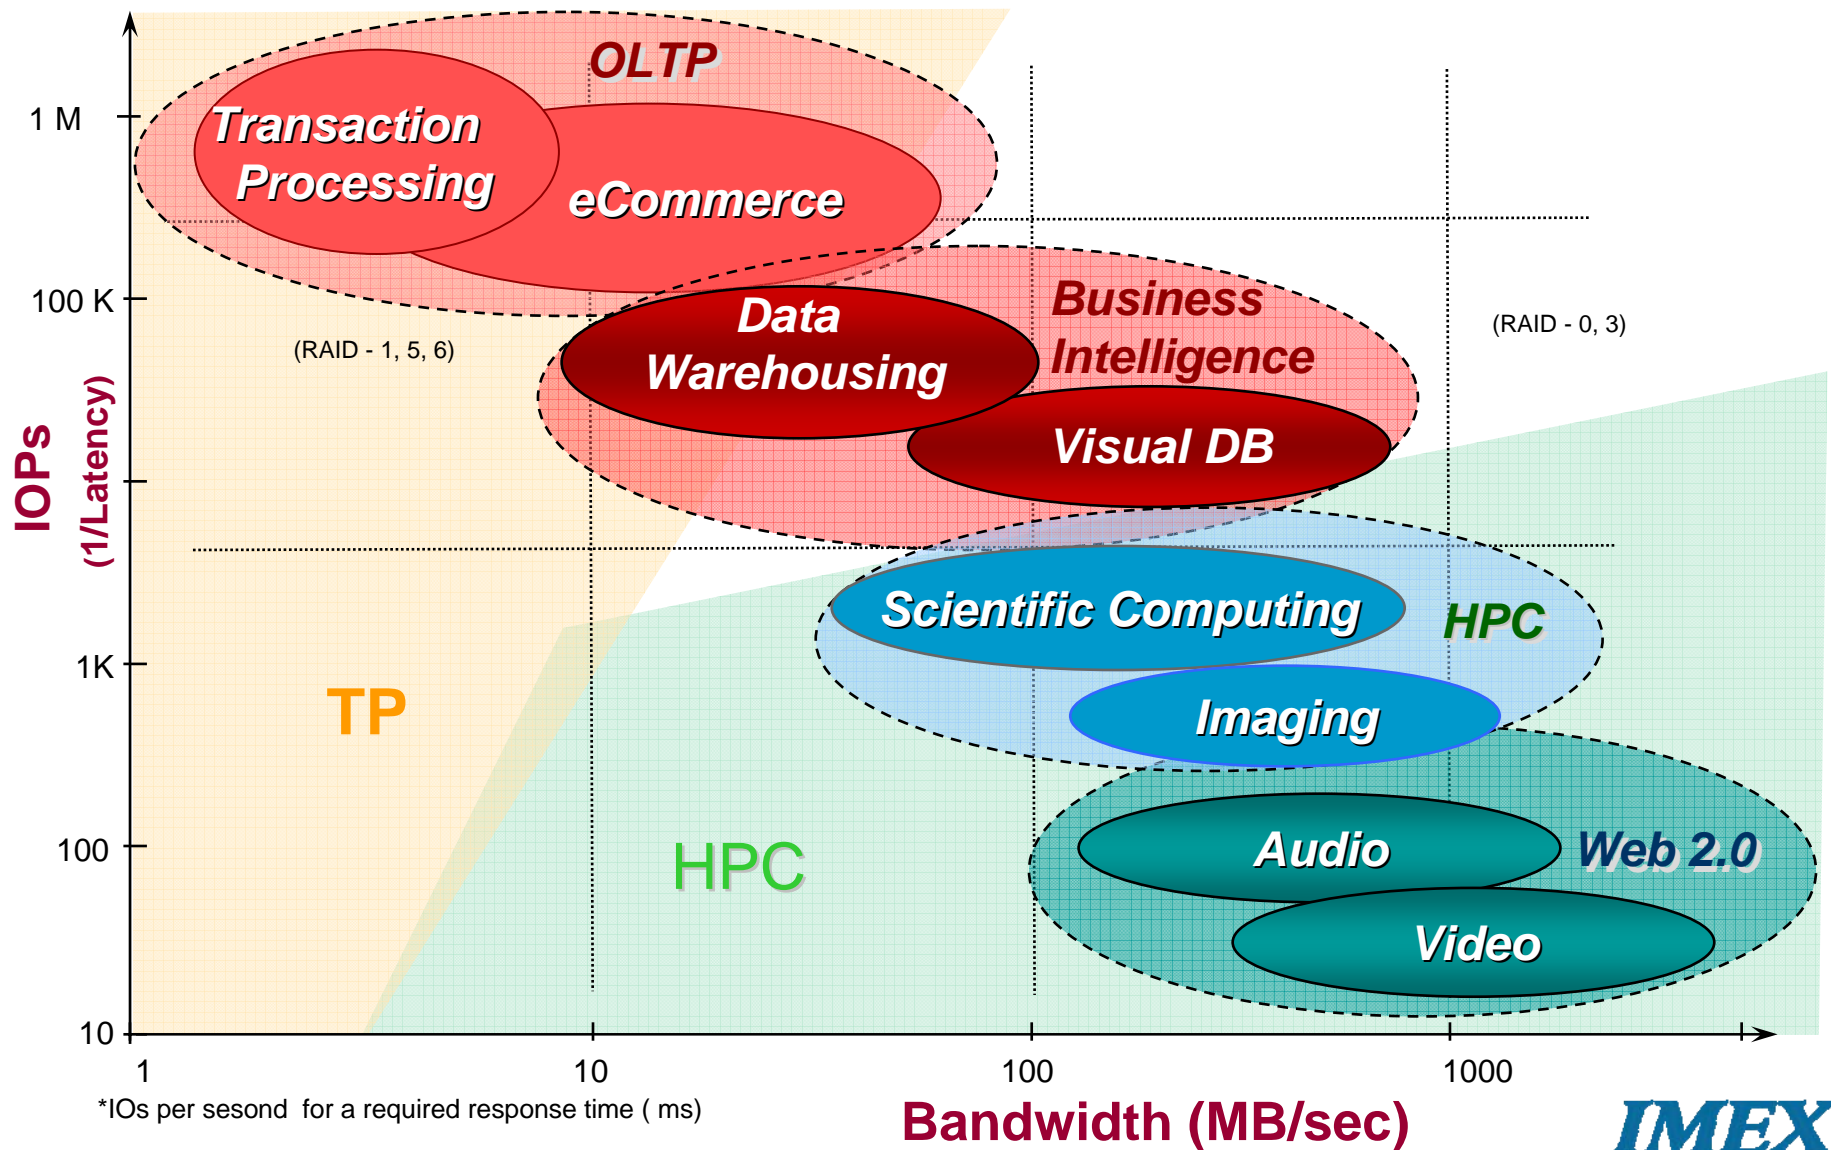 OLTP
1 M
Transaction
Processing
eCommerce
100 K
Data
Warehousing
Business
Intelligence
(RAID - 0, 3)
(RAID - 1, 5, 6)
Visual DB
IOPs
(1/Latency)
Scientific Computing
HPC
1K
TP
Imaging
100
HPC
Audio
Web 2.0
Video
10
1
10
100
1000
*IOs per sesond for a required response time ( ms)
Bandwidth (MB/sec)
IMEX